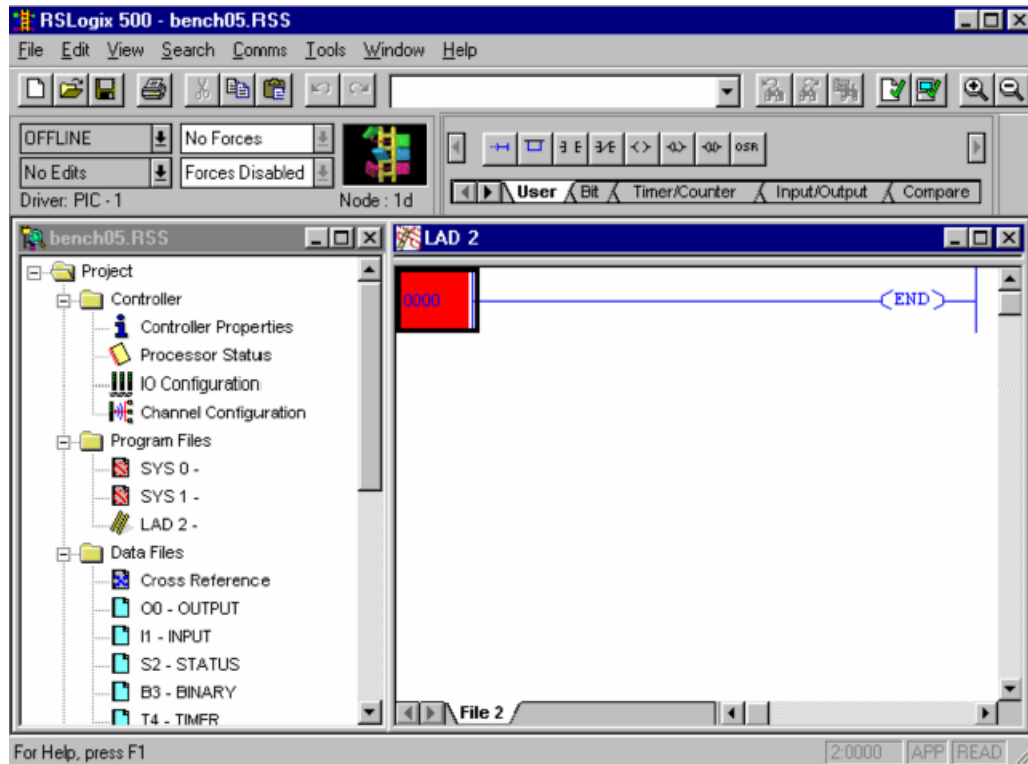 RSLogix 500 - bench05.RSS
File Edit View Search Comms Tools Window Help
OFFLINE
No Forces
No Edits
Forces Disabled
Driver: PIC - 1
Node : 1d
OSR
User Bit Timer/Counter Input/Output Compare
bench05.RSS
Project
Controller
Controller Properties
Processor Status
IO Configuration
Channel Configuration
Program Files
SYS 0 -
SYS 1 -
LAD 2 -
Data Files
Cross Reference
O0 - OUTPUT
I1 - INPUT
S2 - STATUS
B3 - BINARY
T4 - TIMER
LAD 2
0000
END
File 2
For Help, press F1
2:0000 APP READ